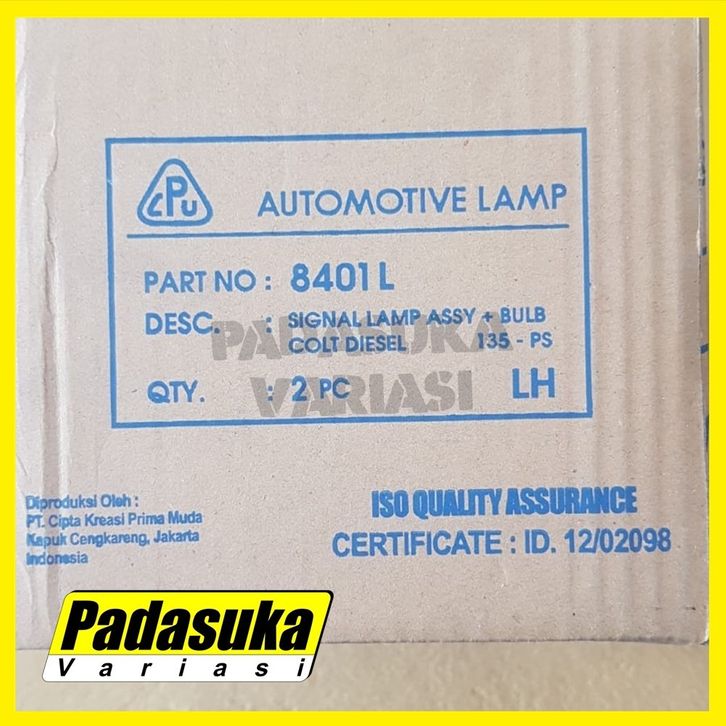 CPU
AUTOMOTIVE LAMP
PART NO : 8401 L
DESC. : SIGNAL LAMP ASSY + BULB
COLT DIESEL 135 - PS
PADASUKA
VARIASI
QTY. : 2 PC LH
Diproduksi Oleh :
PT. Cipta Kreasi Prima Muda
Kapuk Cengkareng, Jakarta
Indonesia
ISO QUALITY ASSURANCE
CERTIFICATE : ID. 12/02098
Padasuka
Variasi